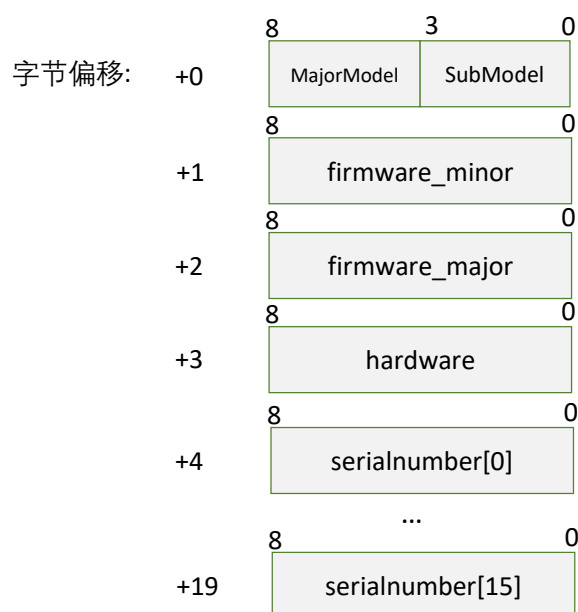 8 3 0
字节偏移: +0 MajorModel SubModel
8 0
+1 firmware_minor
8 0
+2 firmware_major
8 0
+3 hardware
8 0
+4 serialnumber[0]
...
8 0
+19 serialnumber[15]